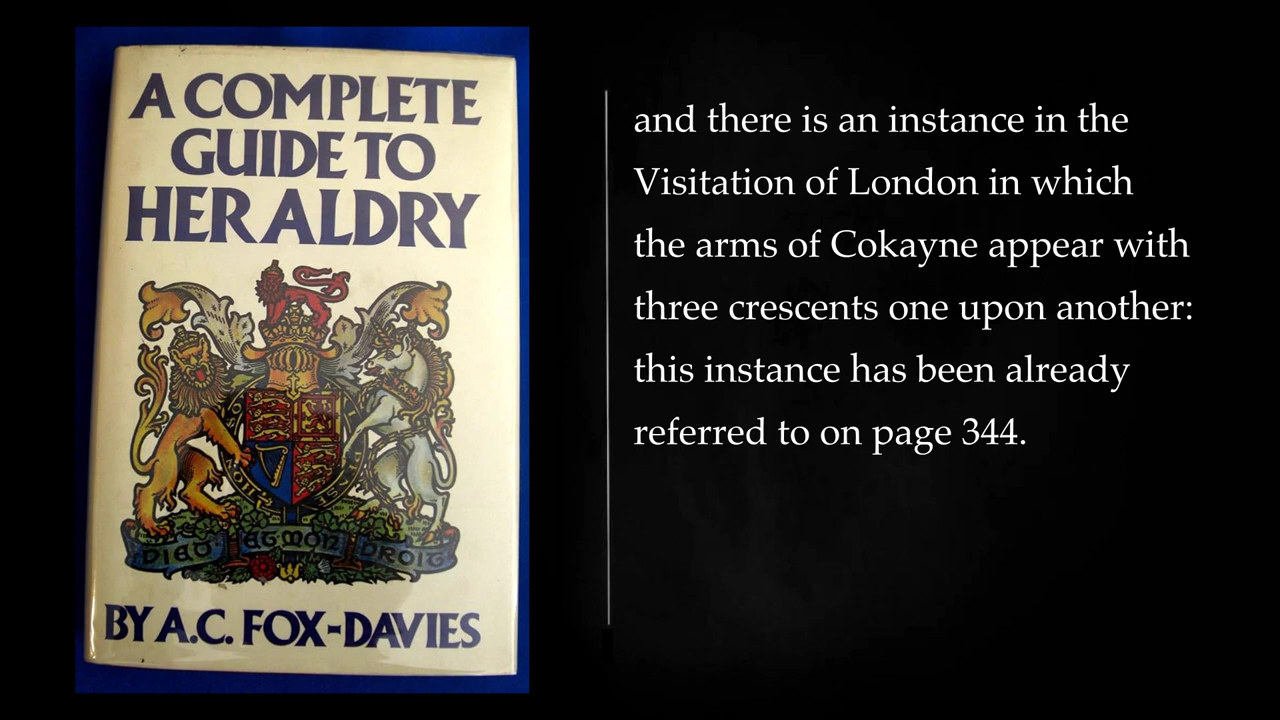 A COMPLETE
GUIDE TO
HERALDRY
DIEU ET MON DROIT
BY A.C. FOX-DAVIES
and there is an instance in the
Visitation of London in which
the arms of Cokayne appear with
three crescents one upon another:
this instance has been already
referred to on page 344.